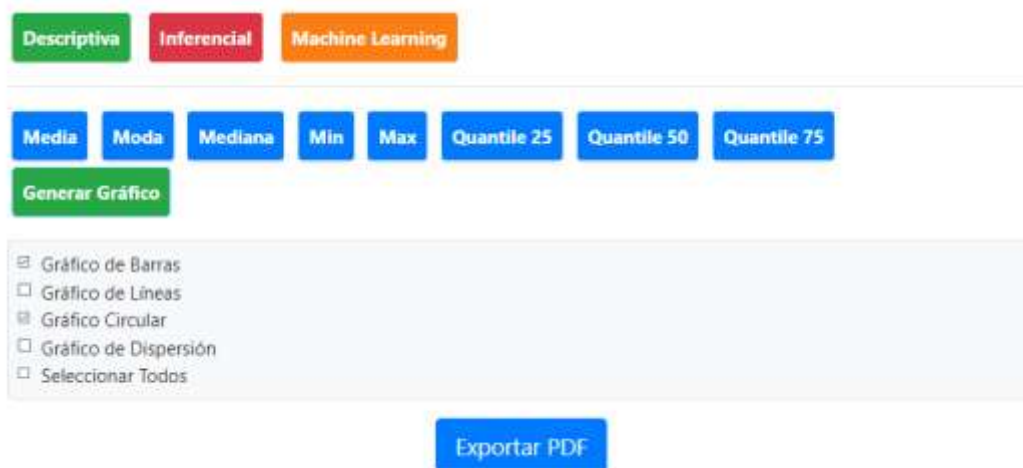 Descriptiva Inferencial Machine Learning
Media Moda Mediana Min Max Quantile 25 Quantile 50 Quantile 75
Generar Gráfico
Gráfico de Barras
Gráfico de Líneas
Gráfico Circular
Gráfico de Dispersión
Seleccionar Todos
Exportar PDF